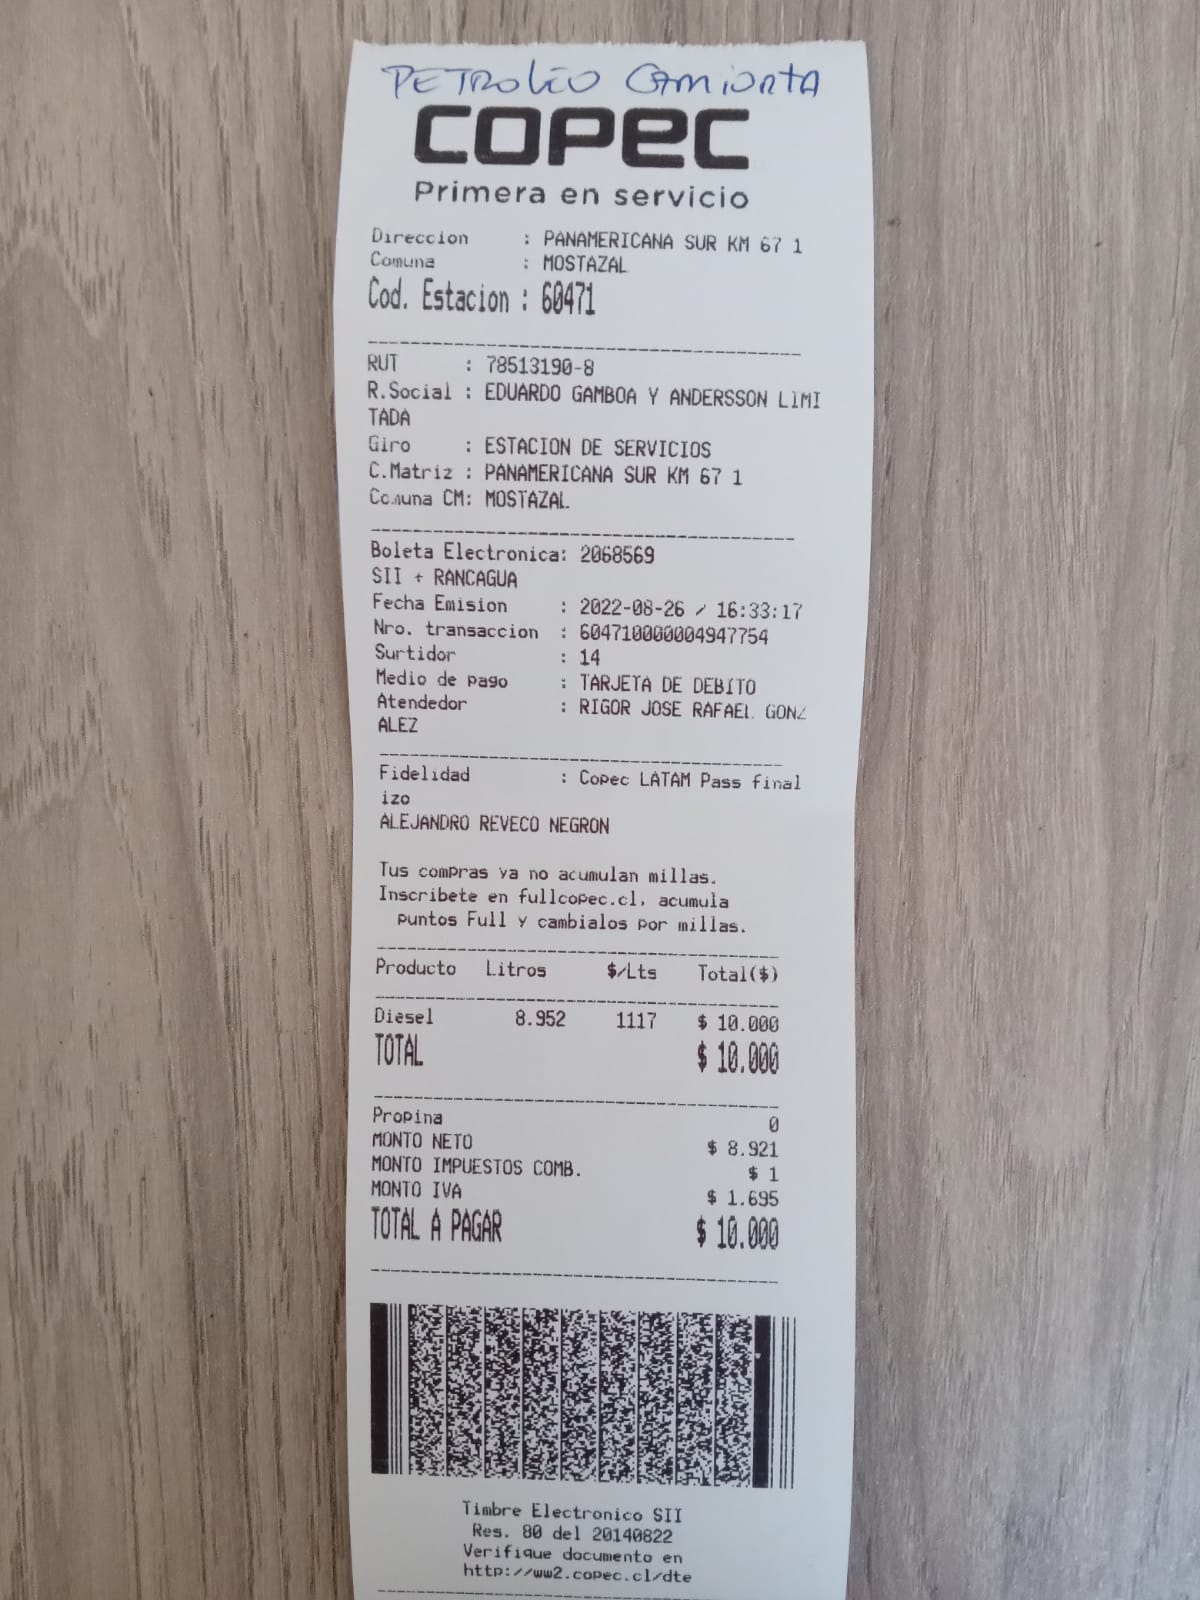 PETROLEO CAMIONTA
COPEC
Primera en servicio
Direccion : PANAMERICANA SUR KM 67 1
Comuna : MOSTAZAL
Cod. Estacion : 60471
RUT : 78513190-8
R.Social : EDUARDO GAMBOA Y ANDERSSON LIMI
TADA
Giro : ESTACION DE SERVICIOS
C.Matriz : PANAMERICANA SUR KM 67 1
Comuna CM: MOSTAZAL
Boleta Electronica: 2068569
SII + RANCAGUA
Fecha Emision : 2022-08-26 / 16:33:17
Nro. transaccion : 604710000004947754
Surtidor : 14
Medio de pago : TARJETA DE DEBITO
Atendedor : RIGOR JOSE RAFAEL GONZ
ALEZ
Fidelidad : Copec LATAM Pass final
izo
ALEJANDRO REVECO NEGRON
Tus compras ya no acumulan millas.
Inscribete en fullcopec.cl, acumula
puntos Full y cambialos por millas.
Producto Litros $/Lts Total($)
Diesel 8.952 1117 $ 10.000
TOTAL $ 10.000
Propina 0
MONTO NETO $ 8.921
MONTO IMPUESTOS COMB. $ 1
MONTO IVA $ 1.695
TOTAL A PAGAR $ 10.000
Timbre Electronico SII
Res. 80 del 20140822
Verifique documento en
http://ww2.copec.cl/dte